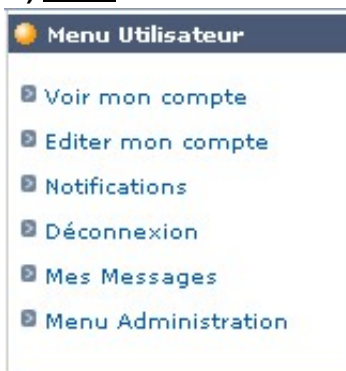 Menu Utilisateur
Voir mon compte
Editer mon compte
Notifications
Déconnexion
Mes Messages
Menu Administration